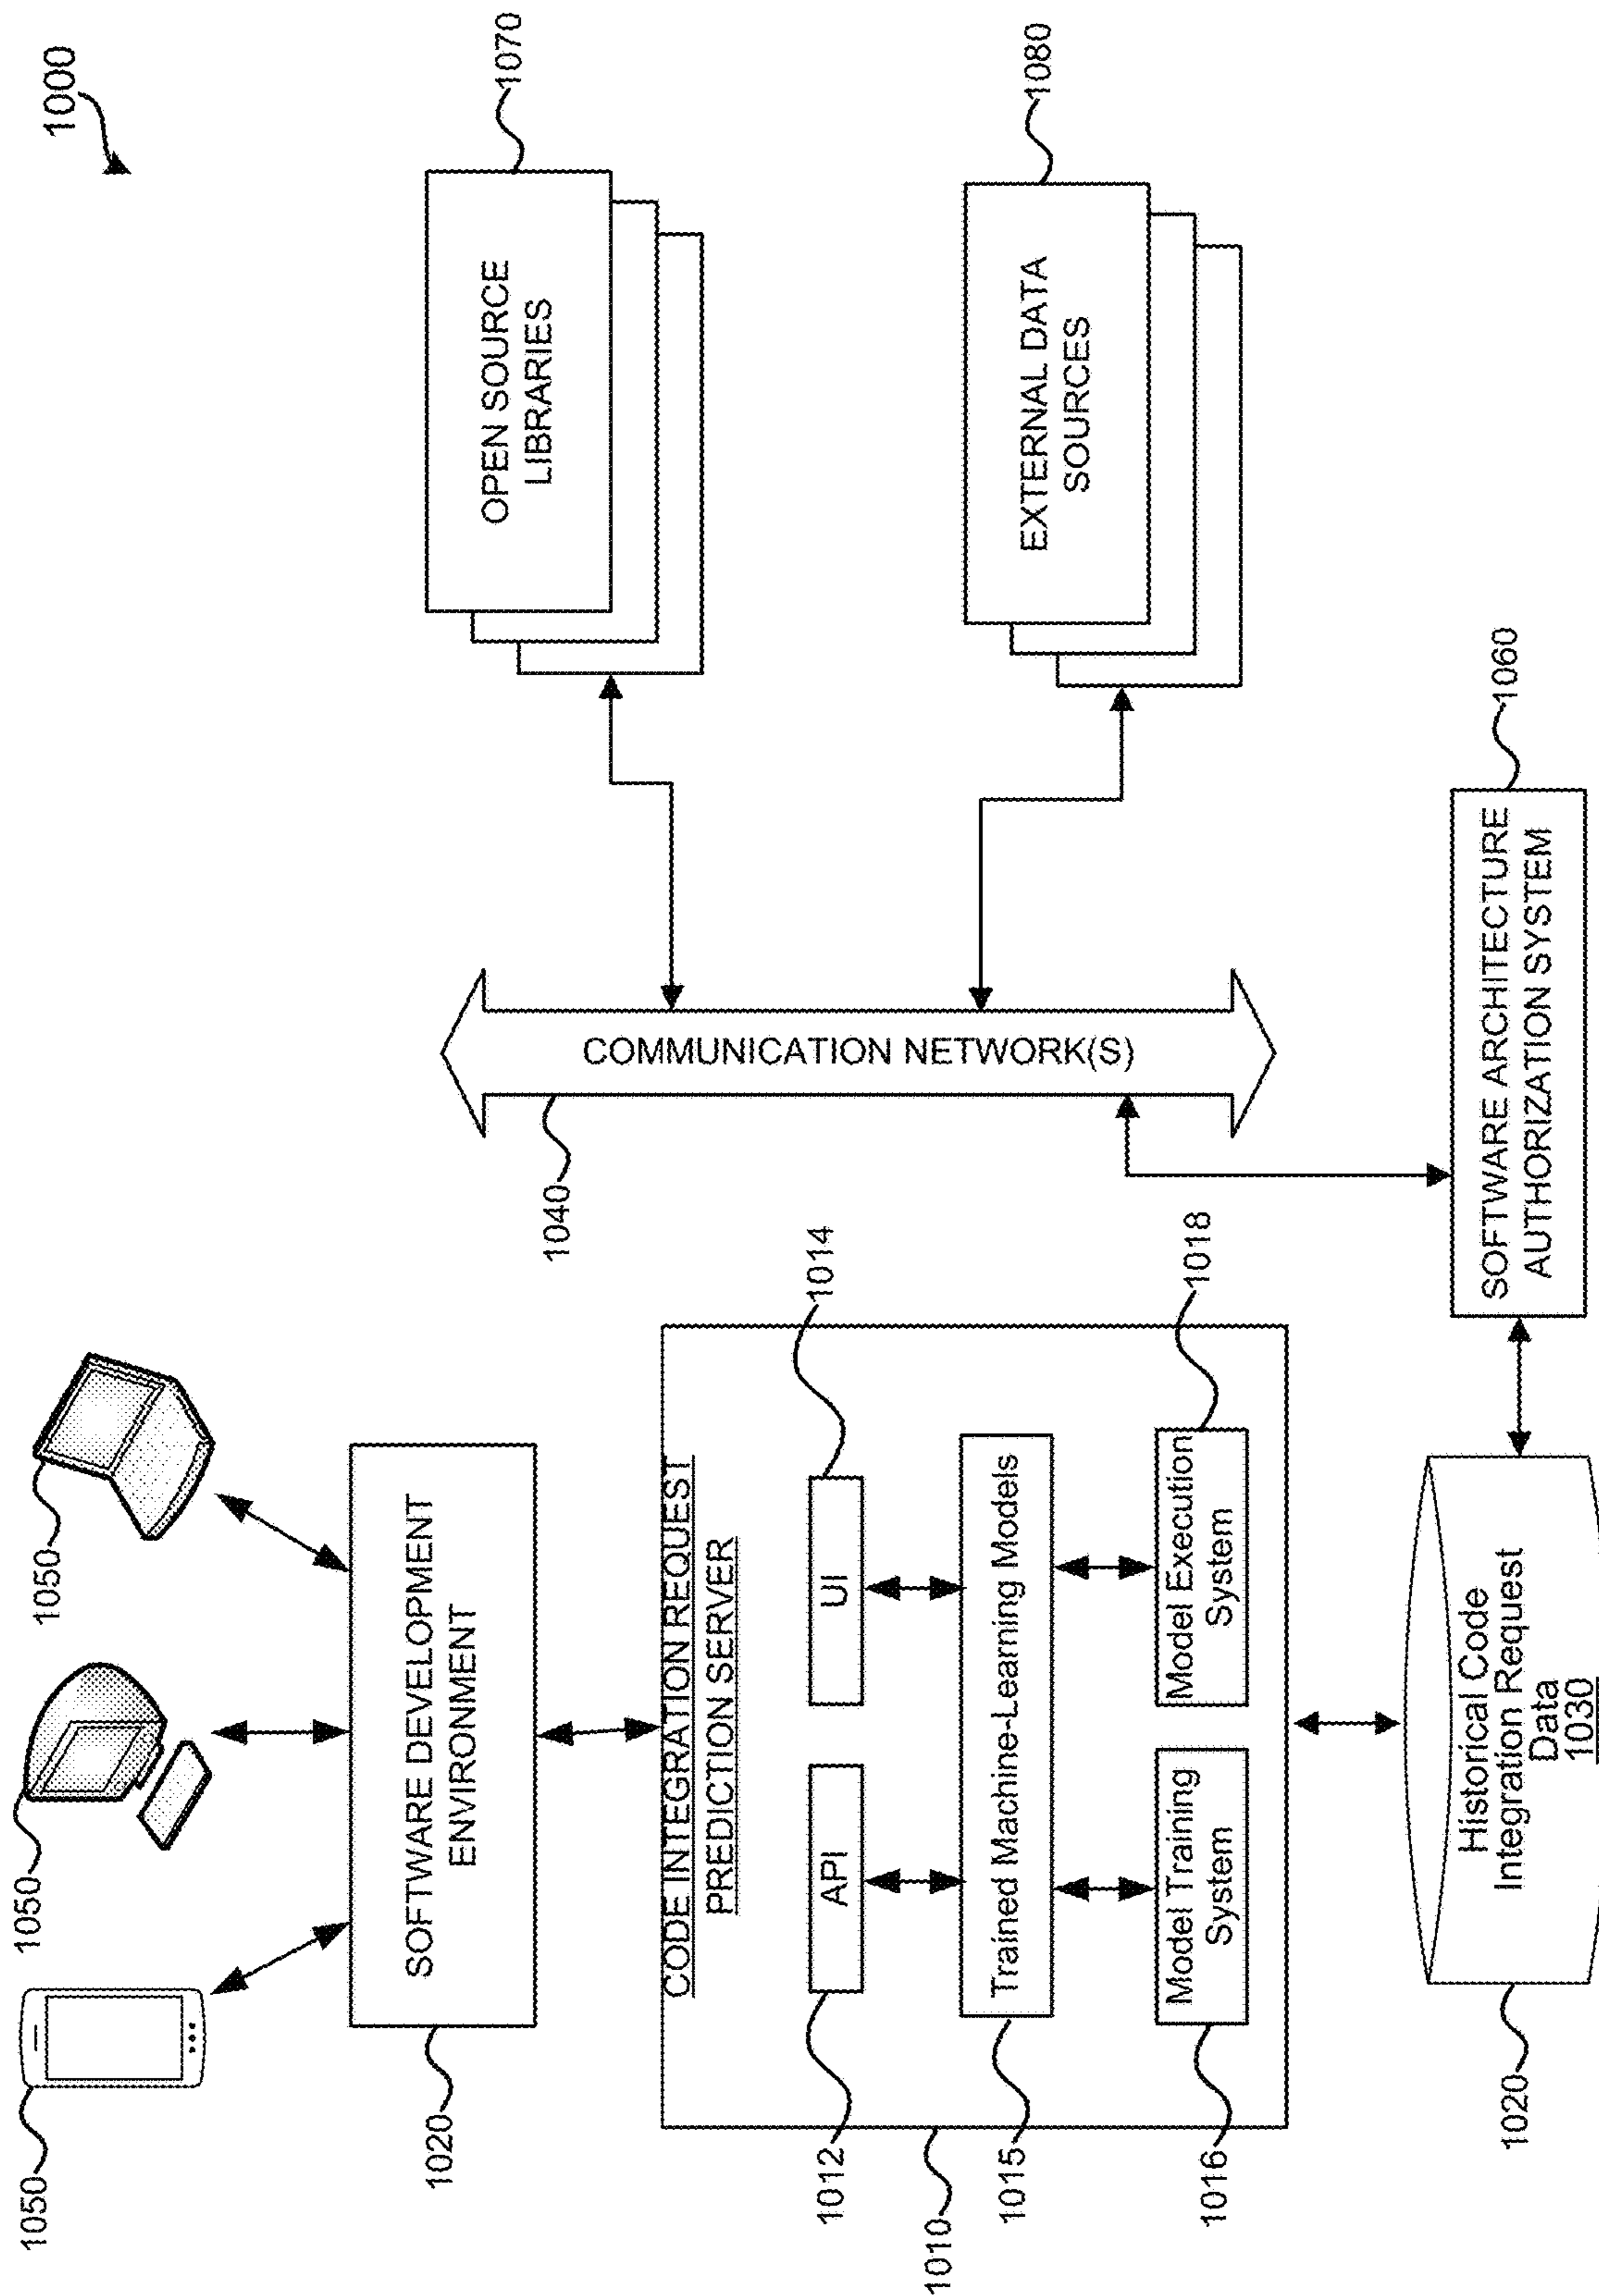 1000
1050
1050
1050
SOFTWARE DEVELOPMENT
ENVIRONMENT
1020
CODE INTEGRATION REQUEST
PREDICTION SERVER
API
UI
1012
1014
Trained Machine-Learning Models
1015
Model Training
System
Model Execution
System
1016
1018
1010
Historical Code
Integration Request
Data
1030
1020
COMMUNICATION NETWORK(S)
1040
OPEN SOURCE
LIBRARIES
1070
EXTERNAL DATA
SOURCES
1080
SOFTWARE ARCHITECTURE
AUTHORIZATION SYSTEM
1060